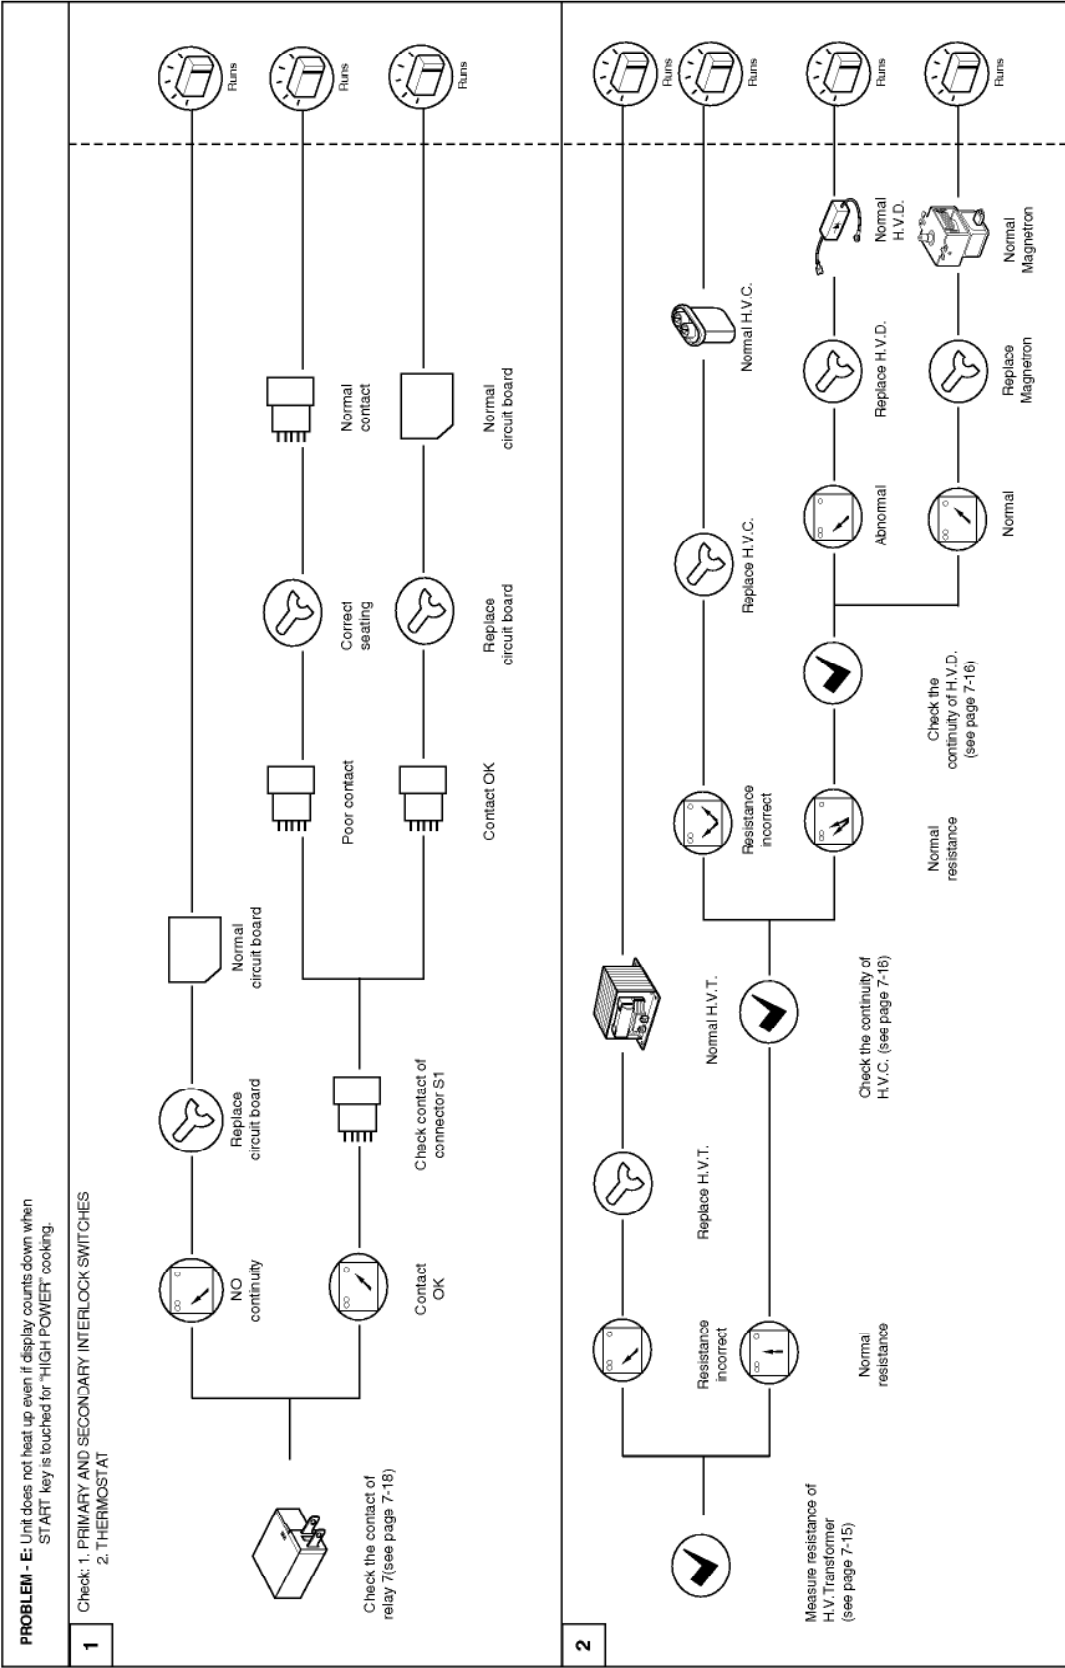 PROBLEM - E: Unit does not heat up even if display counts down when
START key is touched for "HIGH POWER" cooking.
1
Check: 1. PRIMARY AND SECONDARY INTERLOCK SWITCHES
2. THERMOSTAT
Check the contact of
relay 7(see page 7-18)
NO
continuity
Replace
circuit board
Normal
circuit board
Runs
Contact
OK
Check contact of
connector S1
Poor contact
Correct
seating
Normal
contact
Runs
Contact OK
Replace
circuit board
Normal
circuit board
Runs
2
Measure resistance of
H.V.Transformer
(see page 7-15)
Resistance
incorrect
Replace H.V.T.
Normal H.V.T.
Runs
Normal
resistance
Check the continuity of
H.V.C. (see page 7-16)
Resistance
incorrect
Replace H.V.C.
Normal H.V.C.
Runs
Normal
resistance
Check the
continuity of H.V.D.
(see page 7-16)
Abnormal
Replace H.V.D.
Normal
H.V.D.
Runs
Normal
Replace
Magnetron
Normal
Magnetron
Runs